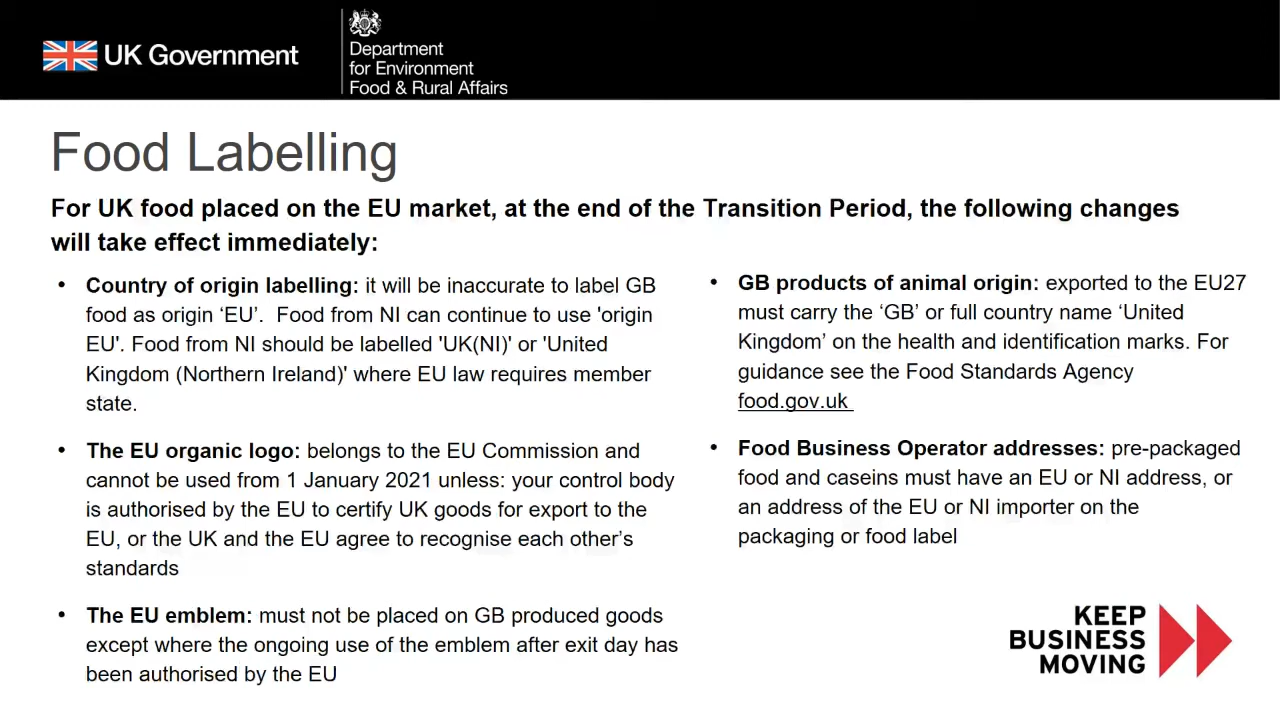 UK Government
Department
for Environment
Food & Rural Affairs
Food Labelling
For UK food placed on the EU market, at the end of the Transition Period, the following changes
will take effect immediately:
• Country of origin labelling: it will be inaccurate to label GB
food as origin ‘EU’.  Food from NI can continue to use 'origin
EU'. Food from NI should be labelled 'UK(NI)' or 'United
Kingdom (Northern Ireland)' where EU law requires member
state.
• The EU organic logo: belongs to the EU Commission and
cannot be used from 1 January 2021 unless: your control body
is authorised by the EU to certify UK goods for export to the
EU, or the UK and the EU agree to recognise each other’s
standards
• The EU emblem: must not be placed on GB produced goods
except where the ongoing use of the emblem after exit day has
been authorised by the EU
• GB products of animal origin: exported to the EU27
must carry the ‘GB’ or full country name ‘United
Kingdom’ on the health and identification marks. For
guidance see the Food Standards Agency
food.gov.uk
• Food Business Operator addresses: pre-packaged
food and caseins must have an EU or NI address, or
an address of the EU or NI importer on the
packaging or food label
KEEP
BUSINESS
MOVING